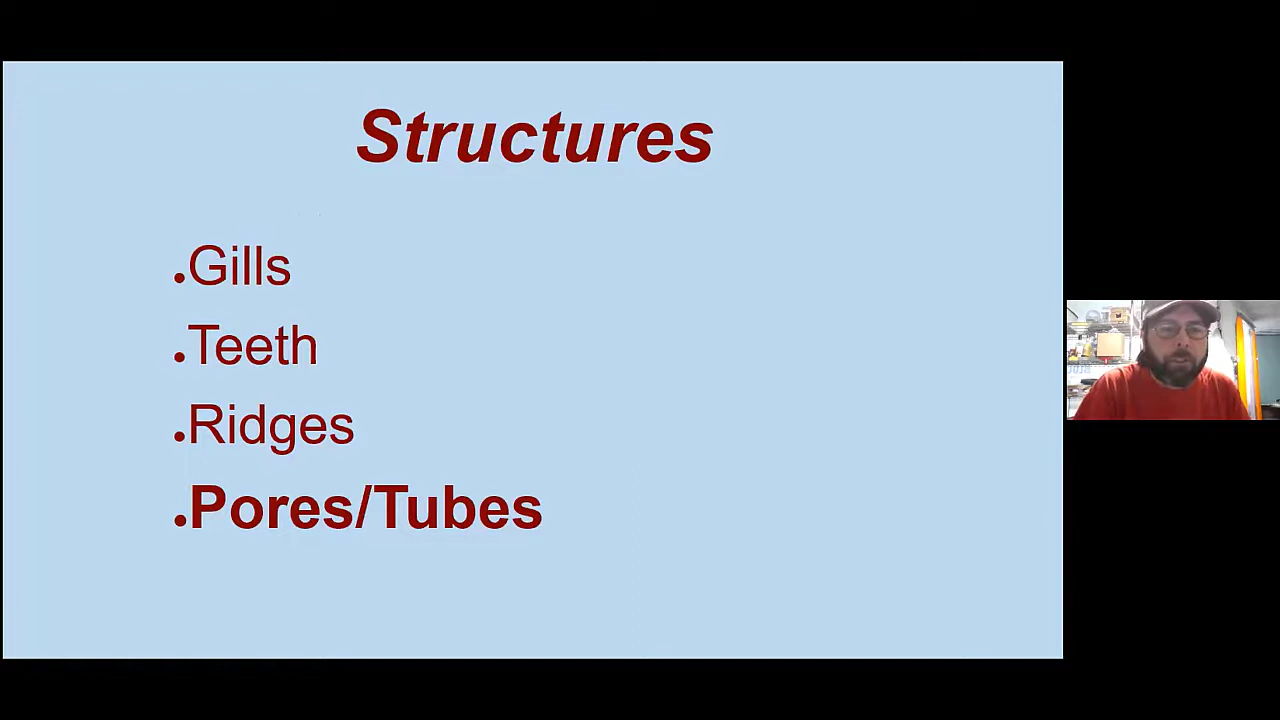 Structures
●Gills
●Teeth
●Ridges
●Pores/Tubes